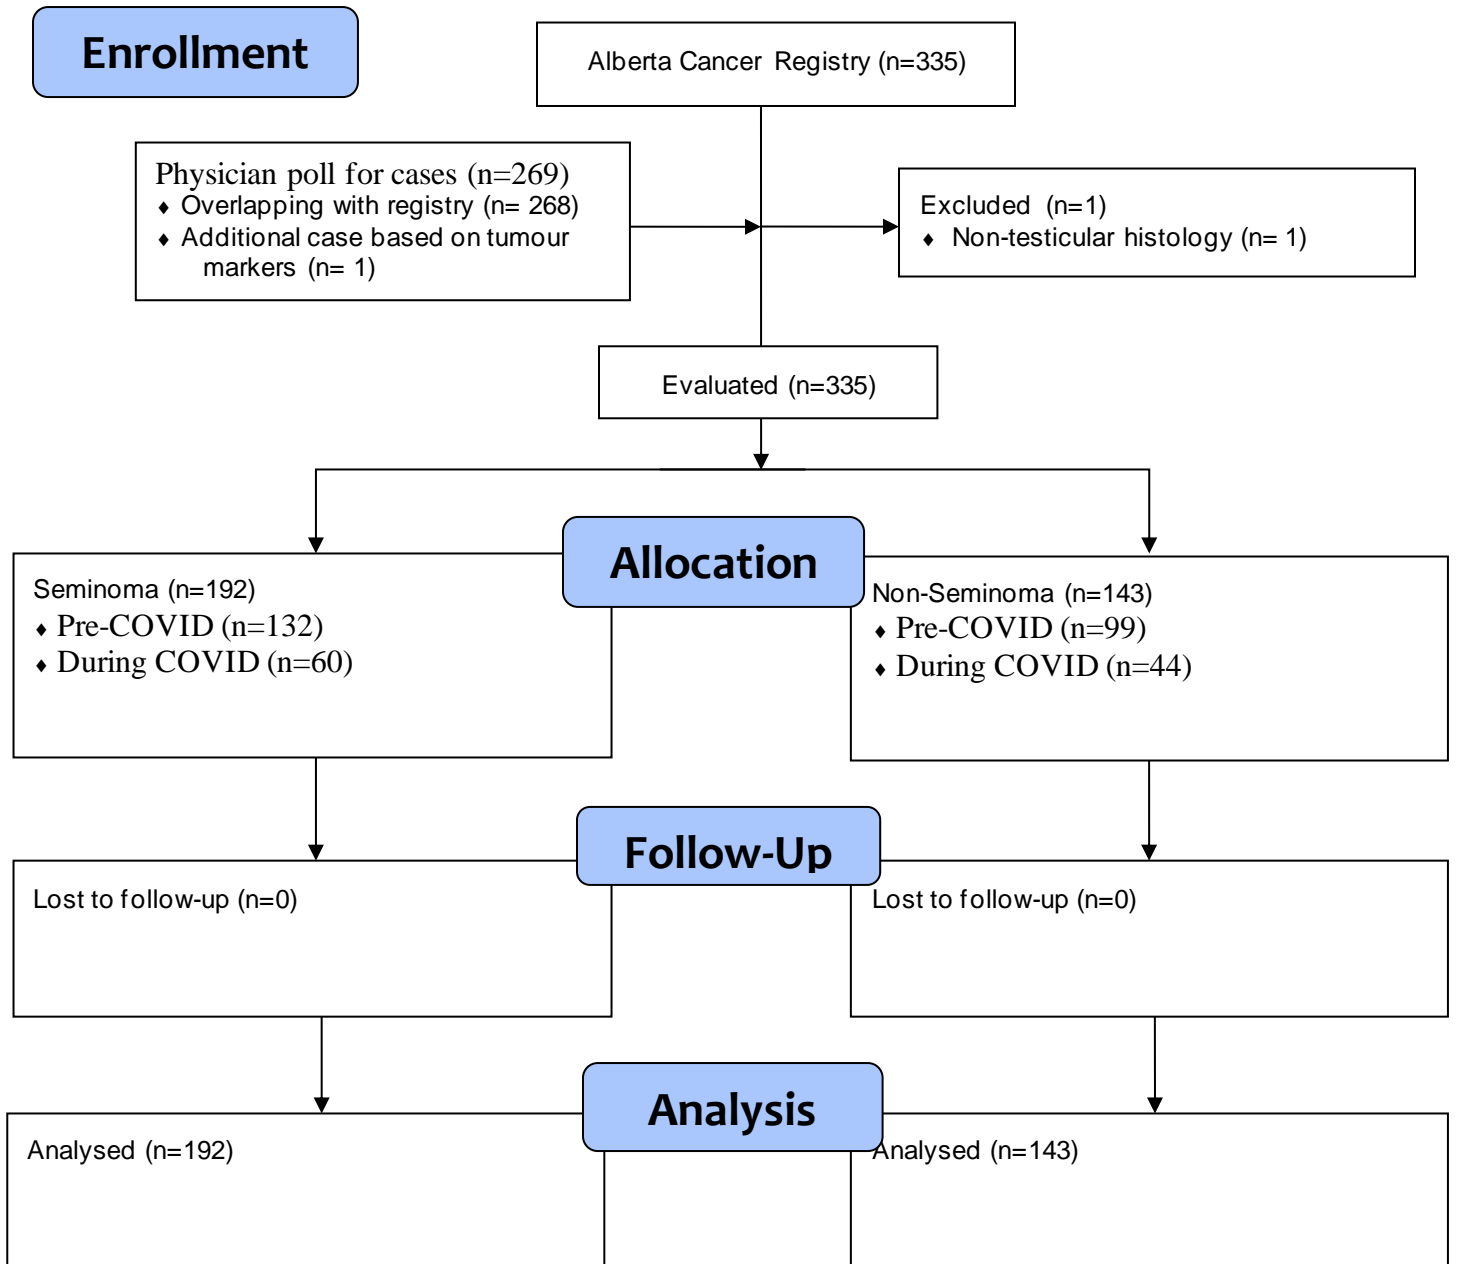 Enrollment
Alberta Cancer Registry (n=335)
Physician poll for cases (n=269)
♦ Overlapping with registry (n= 268)
♦ Additional case based on tumour
markers (n= 1)
Excluded (n=1)
♦ Non-testicular histology (n= 1)
Evaluated (n=335)
Allocation
Seminoma (n=192)
♦ Pre-COVID (n=132)
♦ During COVID (n=60)
Non-Seminoma (n=143)
♦ Pre-COVID (n=99)
♦ During COVID (n=44)
Follow-Up
Lost to follow-up (n=0)
Lost to follow-up (n=0)
Analysis
Analysed (n=192)
Analysed (n=143)